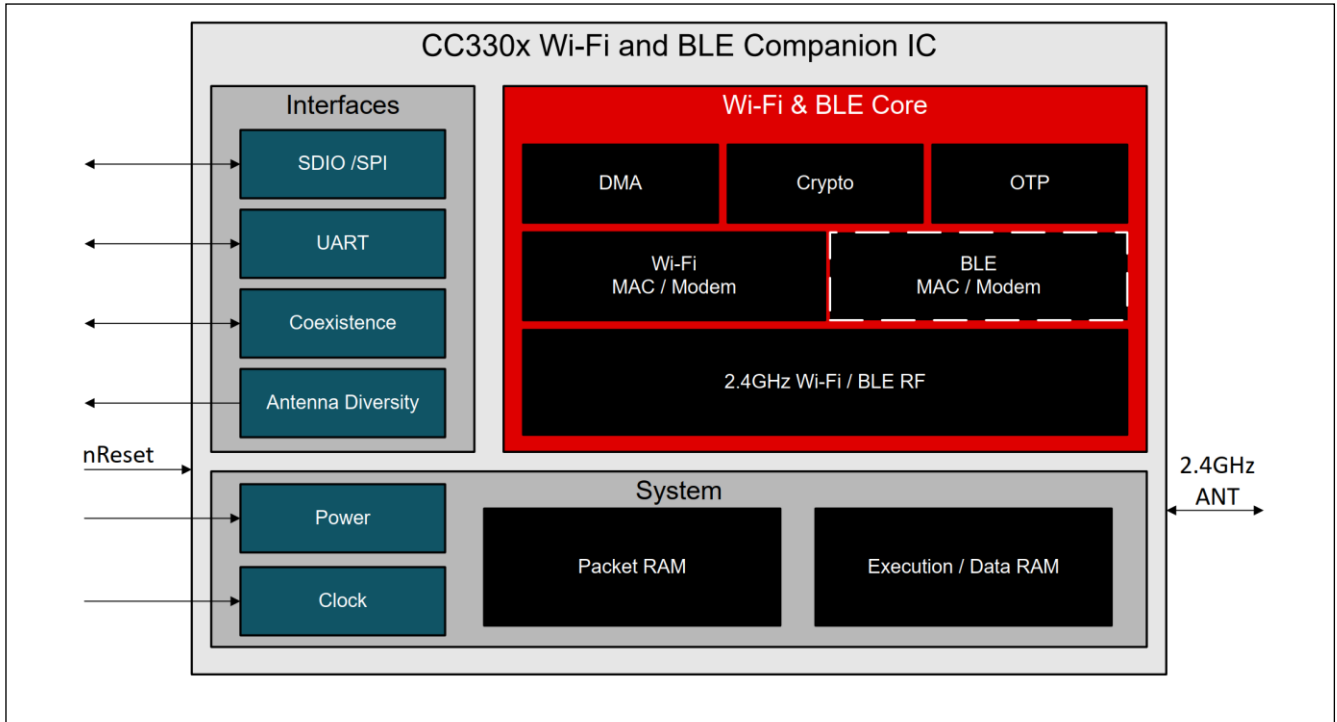 CC330x Wi-Fi and BLE Companion IC
Interfaces
SDIO /SPI
UART
Coexistence
Antenna Diversity
Wi-Fi & BLE Core
DMA
Crypto
OTP
Wi-Fi
MAC / Modem
BLE
MAC / Modem
2.4GHz Wi-Fi / BLE RF
nReset
System
Power
Clock
Packet RAM
Execution / Data RAM
2.4GHz
ANT